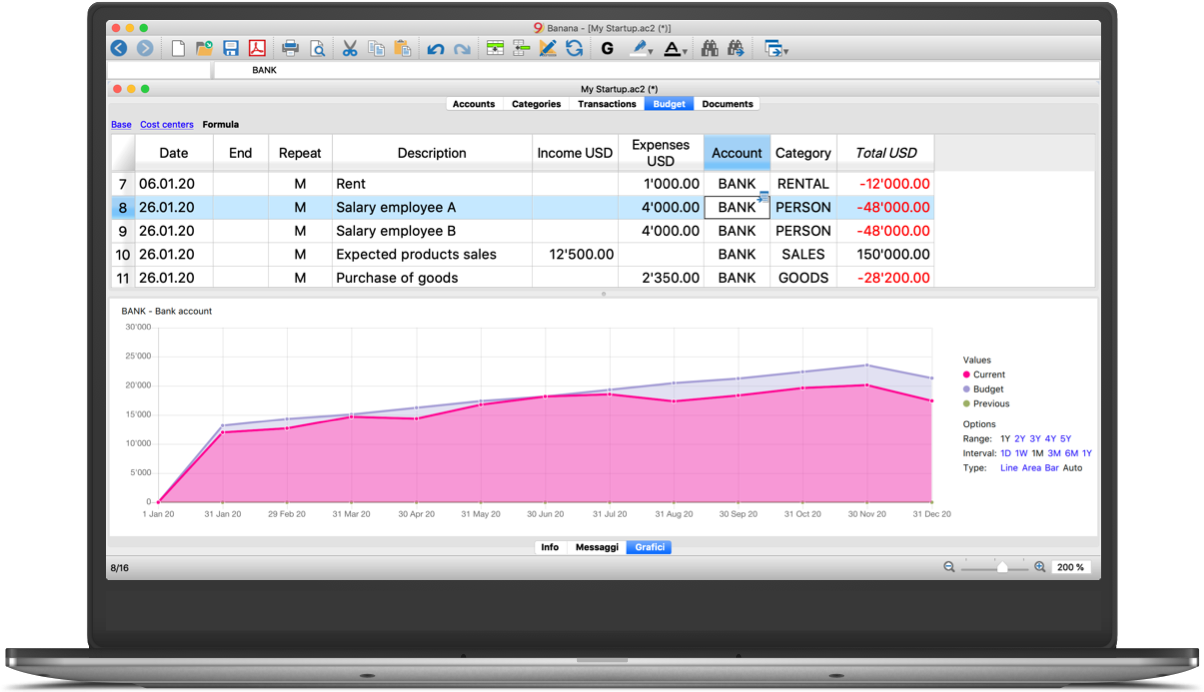 Banana - [My Startup.ac2 (*)]
G A
BANK
My Startup.ac2 (*)
Accounts Categories Transactions Budget Documents
Base Cost centers Formula
Date End Repeat Description Income USD Expenses USD Account Category Total USD
7 06.01.20 M Rent 1'000.00 BANK RENTAL -12'000.00
8 26.01.20 M Salary employee A 4'000.00 BANK PERSON -48'000.00
9 26.01.20 M Salary employee B 4'000.00 BANK PERSON -48'000.00
10 26.01.20 M Expected products sales 12'500.00 BANK SALES 150'000.00
11 26.01.20 M Purchase of goods 2'350.00 BANK GOODS -28'200.00
BANK - Bank account
30'000
25'000
20'000
15'000
10'000
5'000
0
1 Jan 20 31 Jan 20 29 Feb 20 31 Mar 20 30 Apr 20 31 May 20 30 Jun 20 31 Jul 20 31 Aug 20 30 Sep 20 31 Oct 20 30 Nov 20 31 Dec 20
Values
Current
Budget
Previous
Options
Range: 1Y 2Y 3Y 4Y 5Y
Interval: 1D 1W 1M 3M 6M 1Y
Type: Line Area Bar Auto
Info Messaggi Grafici
8/16 200 %